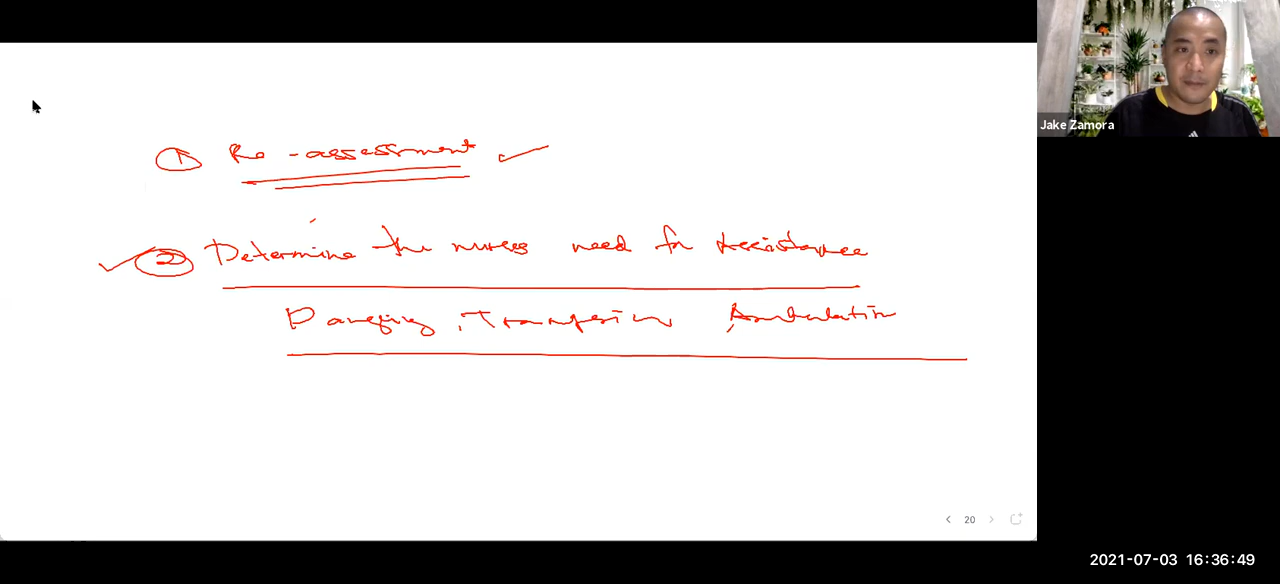 ① Re-assessment
② Determine the nurses need for Assistance
Dangling, Transferring, Ambulation
Jake Zamora
20
2021-07-03 16:36:49